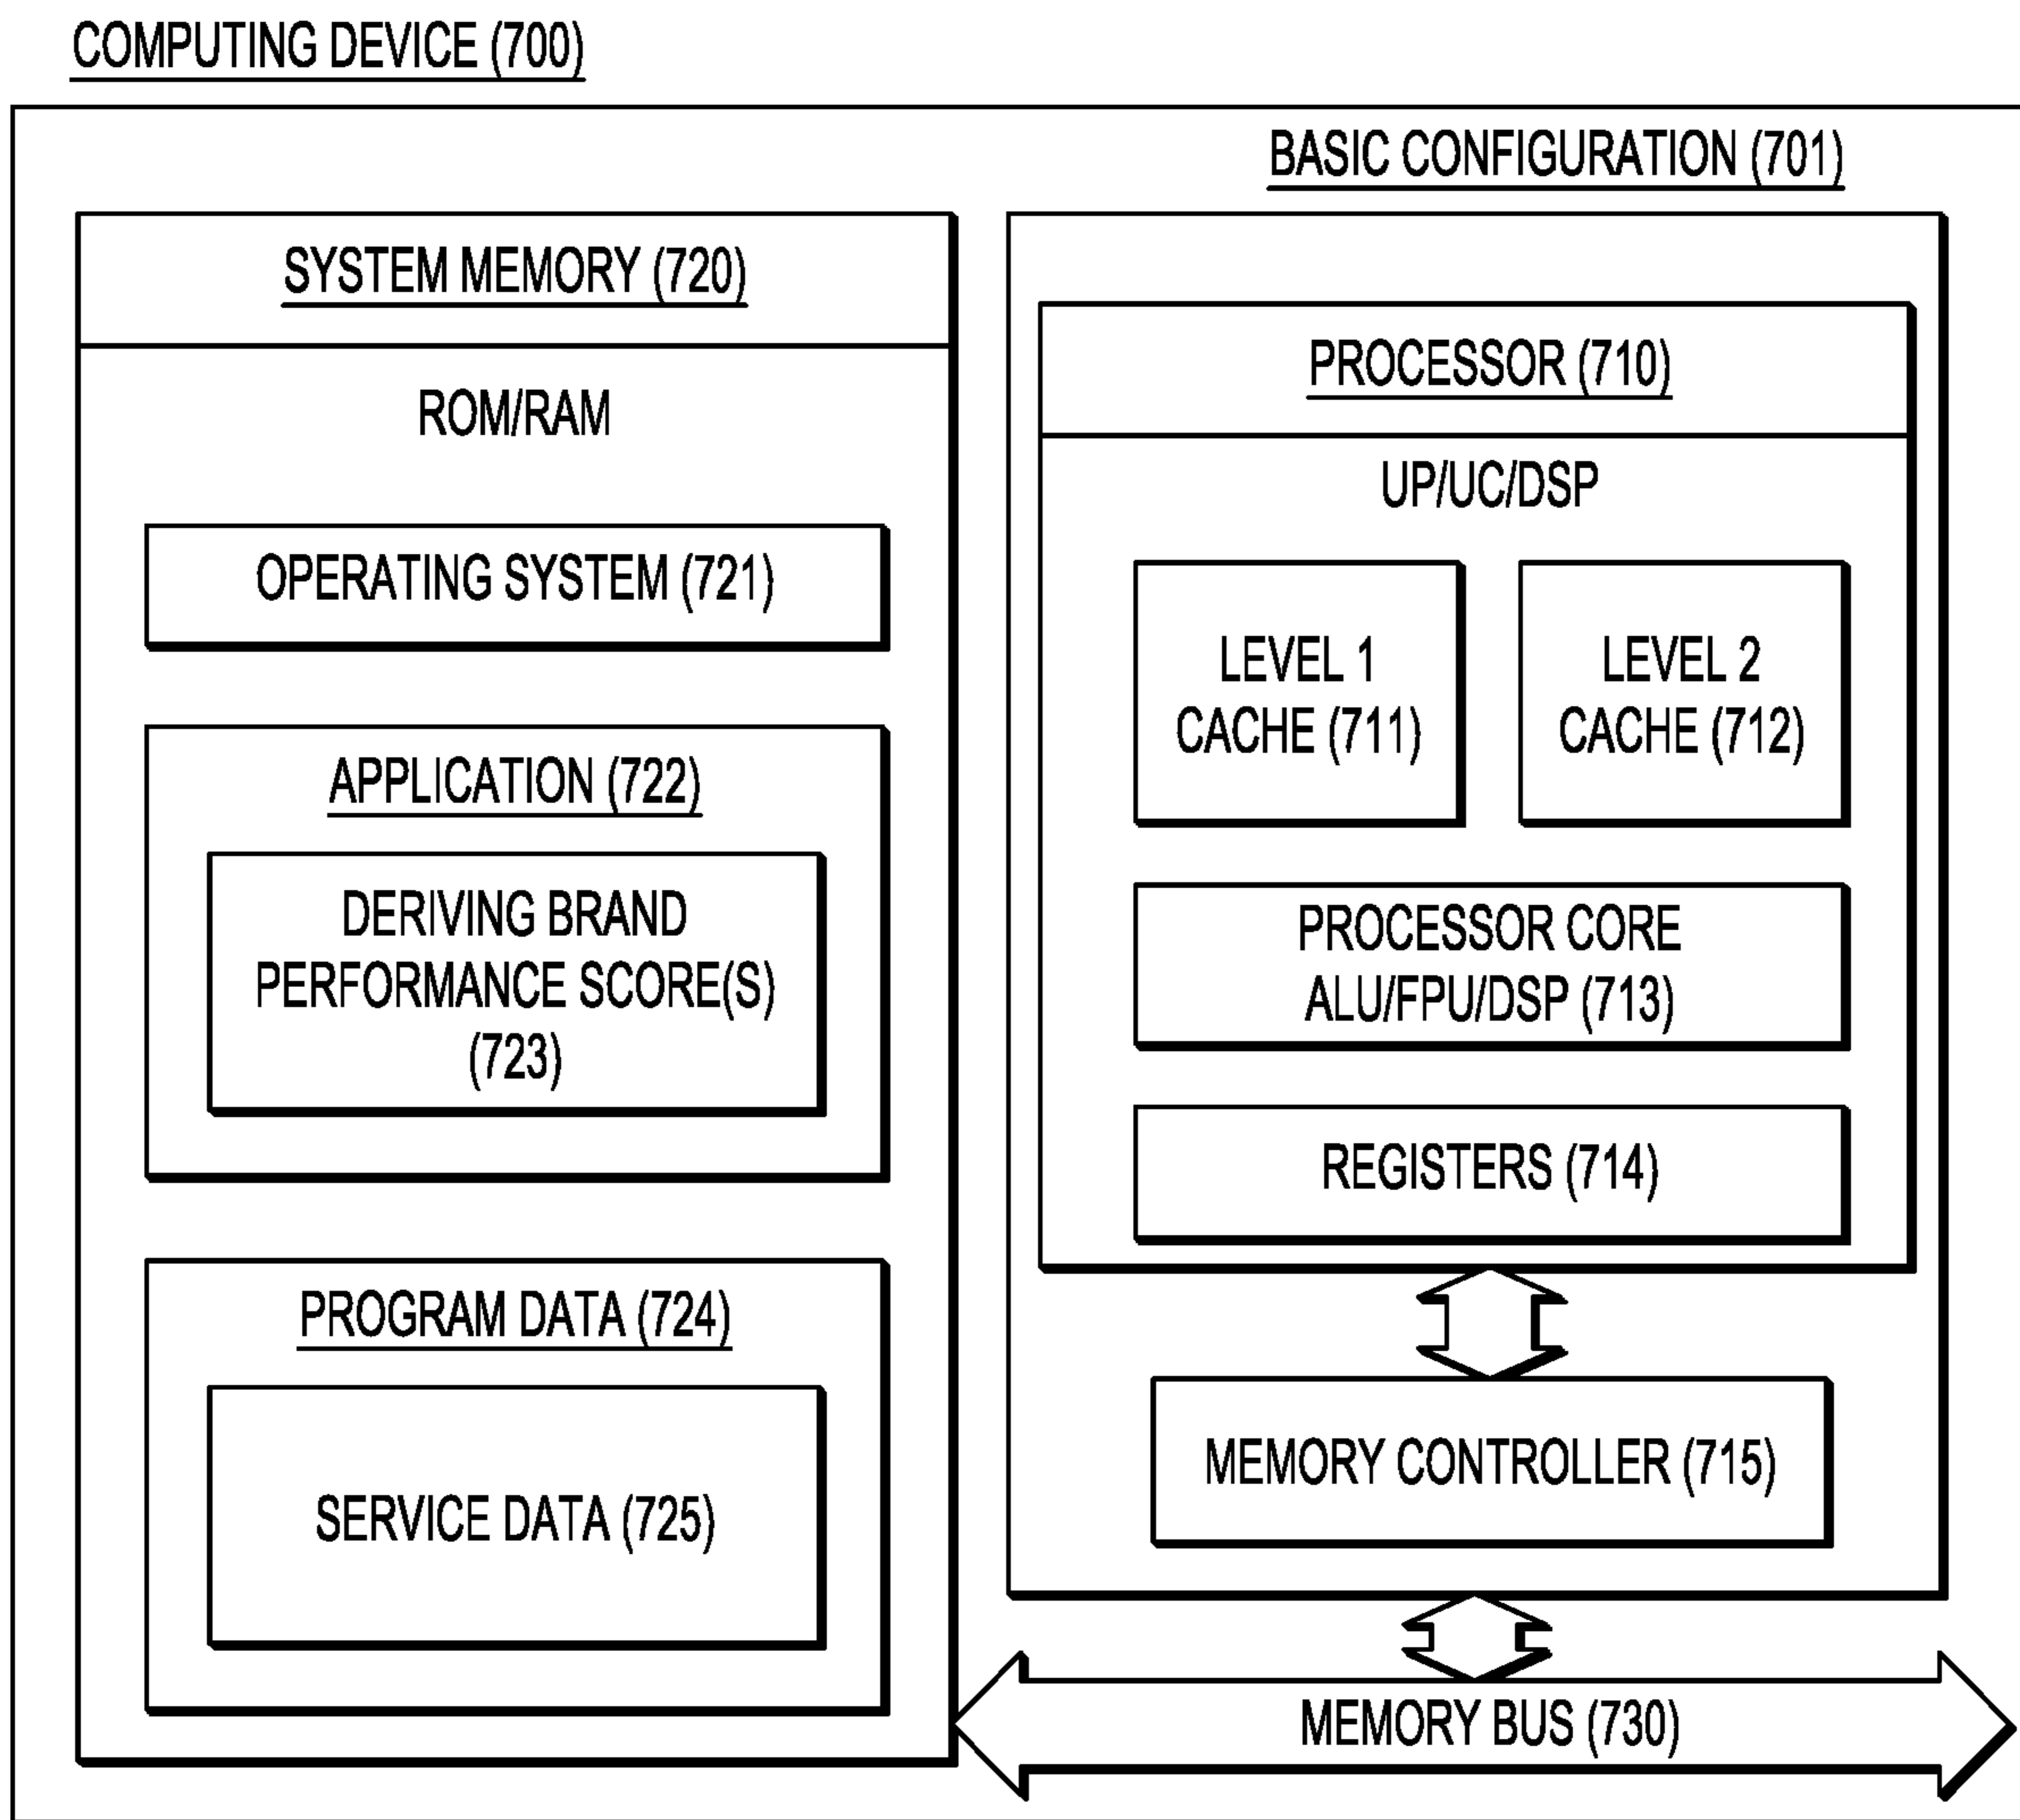 COMPUTING DEVICE (700)
BASIC CONFIGURATION (701)
SYSTEM MEMORY (720)
ROM/RAM
OPERATING SYSTEM (721)
APPLICATION (722)
DERIVING BRAND
PERFORMANCE SCORE(S)
(723)
PROGRAM DATA (724)
SERVICE DATA (725)
PROCESSOR (710)
UP/UC/DSP
LEVEL 1
CACHE (711)
LEVEL 2
CACHE (712)
PROCESSOR CORE
ALU/FPU/DSP (713)
REGISTERS (714)
MEMORY CONTROLLER (715)
MEMORY BUS (730)